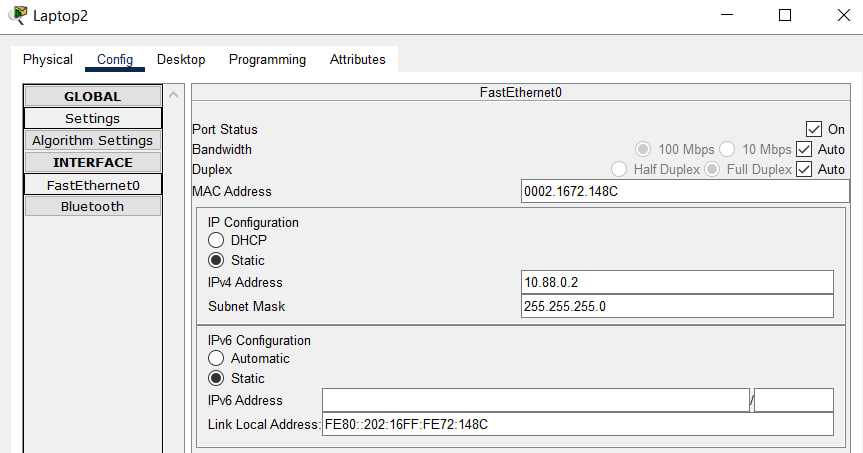 Laptop2
Physical Config Desktop Programming Attributes
GLOBAL
Settings
Algorithm Settings
INTERFACE
FastEthernet0
Bluetooth
FastEthernet0
Port Status On
Bandwidth 100 Mbps 10 Mbps Auto
Duplex Half Duplex Full Duplex Auto
MAC Address 0002.1672.148C
IP Configuration
DHCP
Static
IPv4 Address 10.88.0.2
Subnet Mask 255.255.255.0
IPv6 Configuration
Automatic
Static
IPv6 Address /
Link Local Address: FE80::202:16FF:FE72:148C